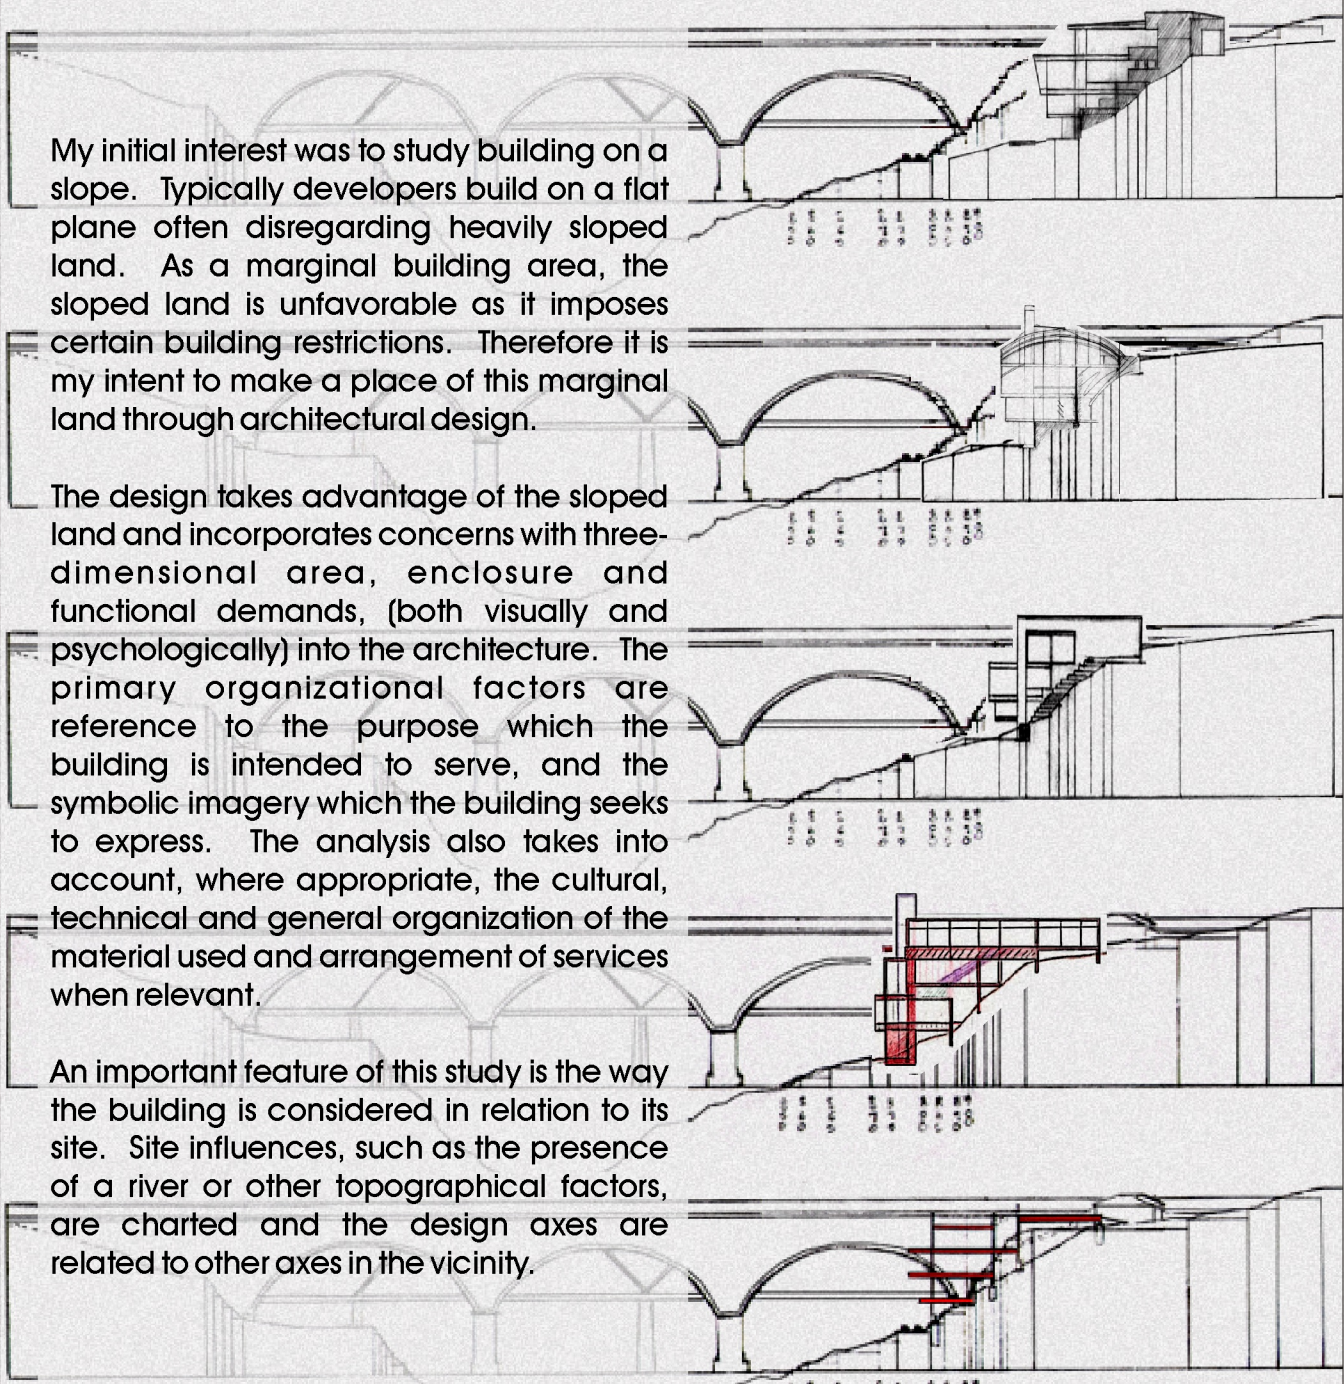 My initial interest was to study building on a
slope. Typically developers build on a flat
plane often disregarding heavily sloped
land. As a marginal building area, the
sloped land is unfavorable as it imposes
certain building restrictions. Therefore it is
my intent to make a place of this marginal
land through architectural design.
The design takes advantage of the sloped
land and incorporates concerns with three-
dimensional area, enclosure and
functional demands, (both visually and
psychologically) into the architecture. The
primary organizational factors are
reference to the purpose which the
building is intended to serve, and the
symbolic imagery which the building seeks
to express. The analysis also takes into
account, where appropriate, the cultural,
technical and general organization of the
material used and arrangement of services
when relevant.
An important feature of this study is the way
the building is considered in relation to its
site. Site influences, such as the presence
of a river or other topographical factors,
are charted and the design axes are
related to other axes in the vicinity.